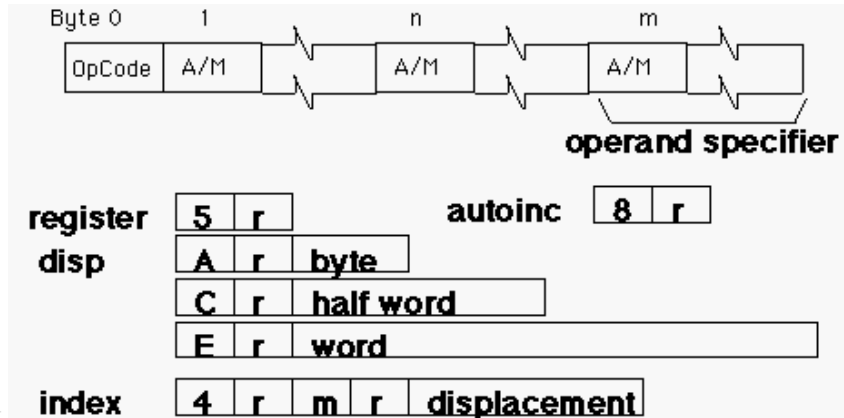 Byte 0 1 n m
OpCode A/M A/M A/M
operand specifier
register 5 r autoinc 8 r
disp A r byte
C r half word
E r word
index 4 r m r displacement